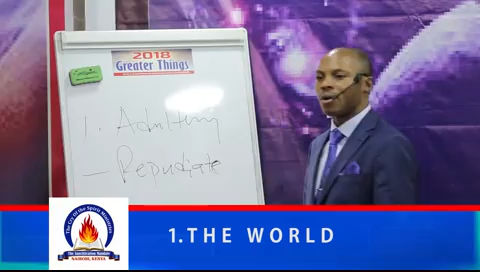 2018
Greater Things
1. Adultery
– Repudiate
NAIROBI, KENYA
1.THE WORLD